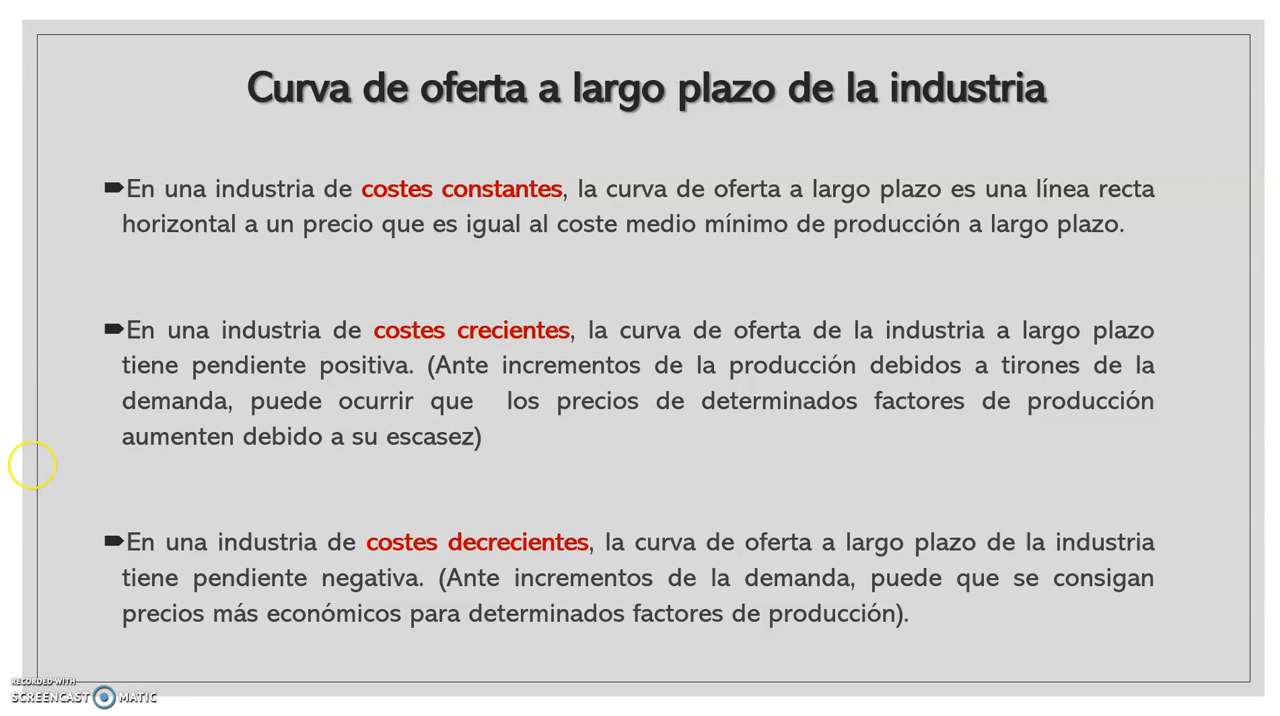 Curva de oferta a largo plazo de la industria
En una industria de costes constantes, la curva de oferta a largo plazo es una línea recta
horizontal a un precio que es igual al coste medio mínimo de producción a largo plazo.
En una industria de costes crecientes, la curva de oferta de la industria a largo plazo
tiene pendiente positiva. (Ante incrementos de la producción debidos a tirones de la
demanda, puede ocurrir que los precios de determinados factores de producción
aumenten debido a su escasez)
En una industria de costes decrecientes, la curva de oferta a largo plazo de la industria
tiene pendiente negativa. (Ante incrementos de la demanda, puede que se consigan
precios más económicos para determinados factores de producción).
RECORDED WITH
SCREENCAST MATIC